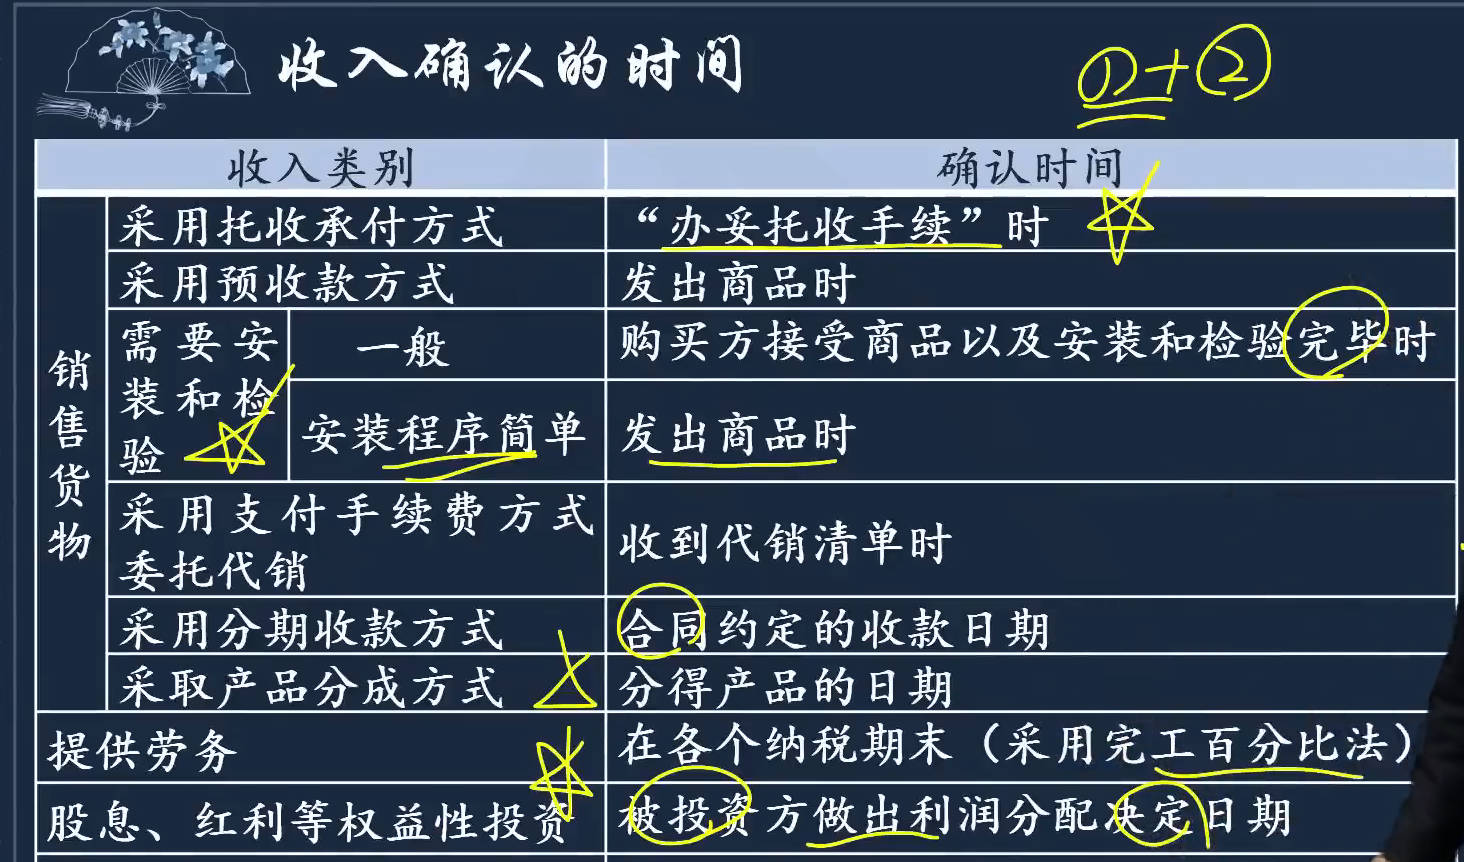 收入确认的时间
①+②
收入类别 确认时间
销售货物
采用托收承付方式 “办妥托收手续”时
采用预收款方式 发出商品时
需要安装和检验
一般 购买方接受商品以及安装和检验完毕时
安装程序简单 发出商品时
采用支付手续费方式
委托代销
收到代销清单时
采用分期收款方式 合同约定的收款日期
采取产品分成方式 分得产品的日期
提供劳务 在各个纳税期末（采用完工百分比法）
股息、红利等权益性投资 被投资方做出利润分配决定日期